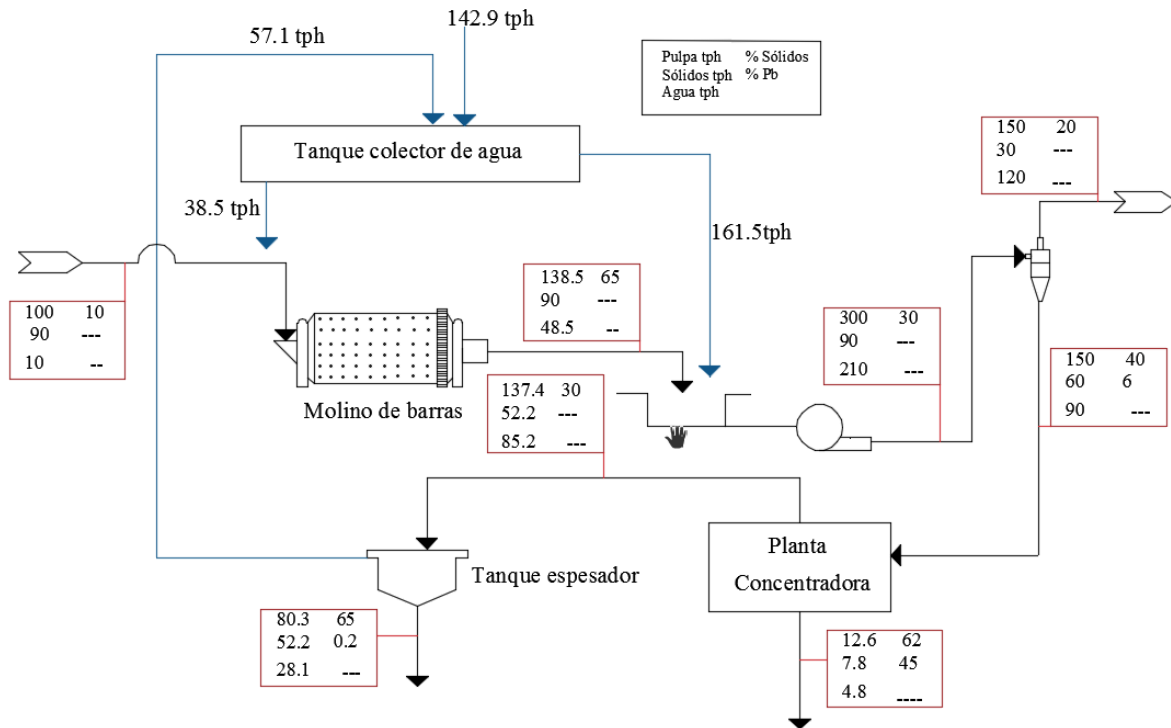 57.1 tph
142.9 tph
Pulpa tph % Sólidos
Sólidos tph % Pb
Agua tph
Tanque colector de agua
150 20
30 ---
120 ---
38.5 tph
161.5tph
100 10
90 ---
10 --
138.5 65
90 ---
48.5 --
Molino de barras
300 30
90 ---
210 ---
150 40
60 6
90 ---
137.4 30
52.2 ---
85.2 ---
Planta
Concentradora
Tanque espesador
80.3 65
52.2 0.2
28.1 ---
12.6 62
7.8 45
4.8 ----